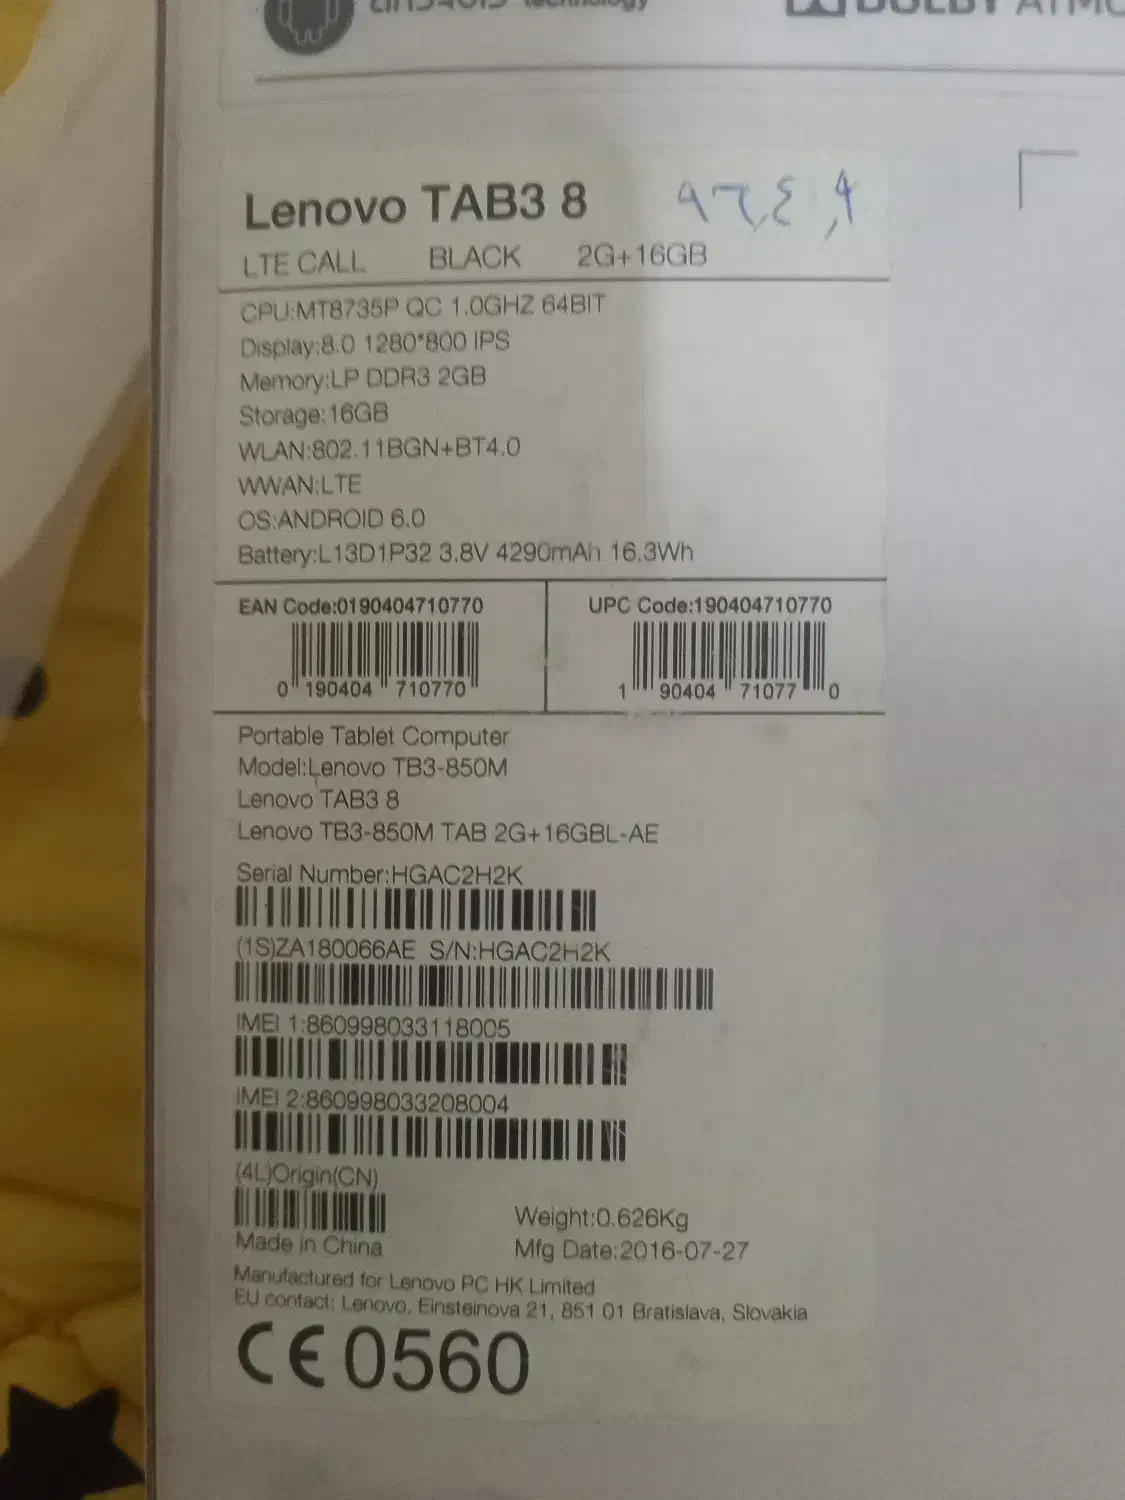 technology DOLBY
Lenovo TAB3 8
LTE CALL BLACK 2G+16GB
CPU:MT8735P QC 1.0GHZ 64BIT
Display:8.0 1280*800 IPS
Memory:LP DDR3 2GB
Storage:16GB
WLAN:802.11BGN+BT4.0
WWAN:LTE
OS:ANDROID 6.0
Battery:L13D1P32 3.8V 4290mAh 16.3Wh
EAN Code:0190404710770 UPC Code:190404710770
0 190404 710770 1 90404 71077 0
Portable Tablet Computer
Model:Lenovo TB3-850M
Lenovo TAB3 8
Lenovo TB3-850M TAB 2G+16GBL-AE
Serial Number:HGAC2H2K
(1S)ZA180066AE S/N:HGAC2H2K
IMEI 1:860998033118005
IMEI 2:860998033208004
(4L)Origin(CN)
Weight:0.626Kg
Made in China Mfg Date:2016-07-27
Manufactured for Lenovo PC HK Limited
EU contact: Lenovo, Einsteinova 21, 851 01 Bratislava, Slovakia
CE 0560